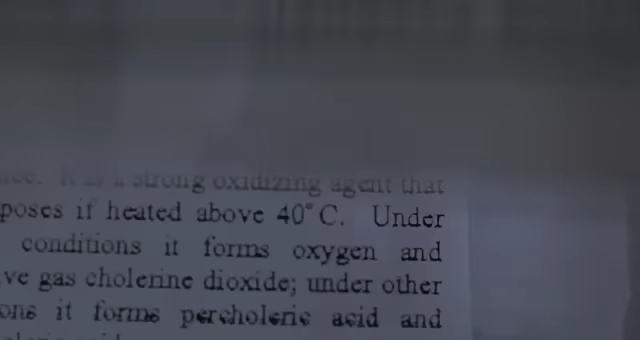 a strong oxidizing agent that
poses if heated above 40°C. Under
conditions it forms oxygen and
ve gas cholerine dioxide; under other
ons it forms percholeric acid and